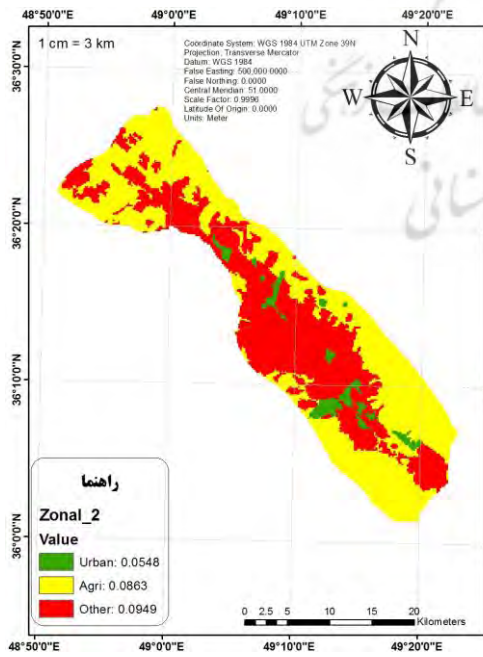 48°50'0"E 49°0'0"E 49°10'0"E 49°20'0"E
1 cm = 3 km
Coordinate System: WGS 1984 UTM Zone 39N
Projection: Transverse Mercator
Datum: WGS 1984
False Easting: 500,000.0000
False Northing: 0.0000
Central Meridian: 51.0000
Scale Factor: 0.9996
Latitude Of Origin: 0.0000
Units: Meter
N
W E
S
36°30'0"N
36°20'0"N
36°10'0"N
36°0'0"N
راهنما
Zonal_2
Value
Urban: 0.0548
Agri: 0.0863
Other: 0.0949
0 2.5 5 10 15 20
Kilometers
48°50'0"E 49°0'0"E 49°10'0"E 49°20'0"E